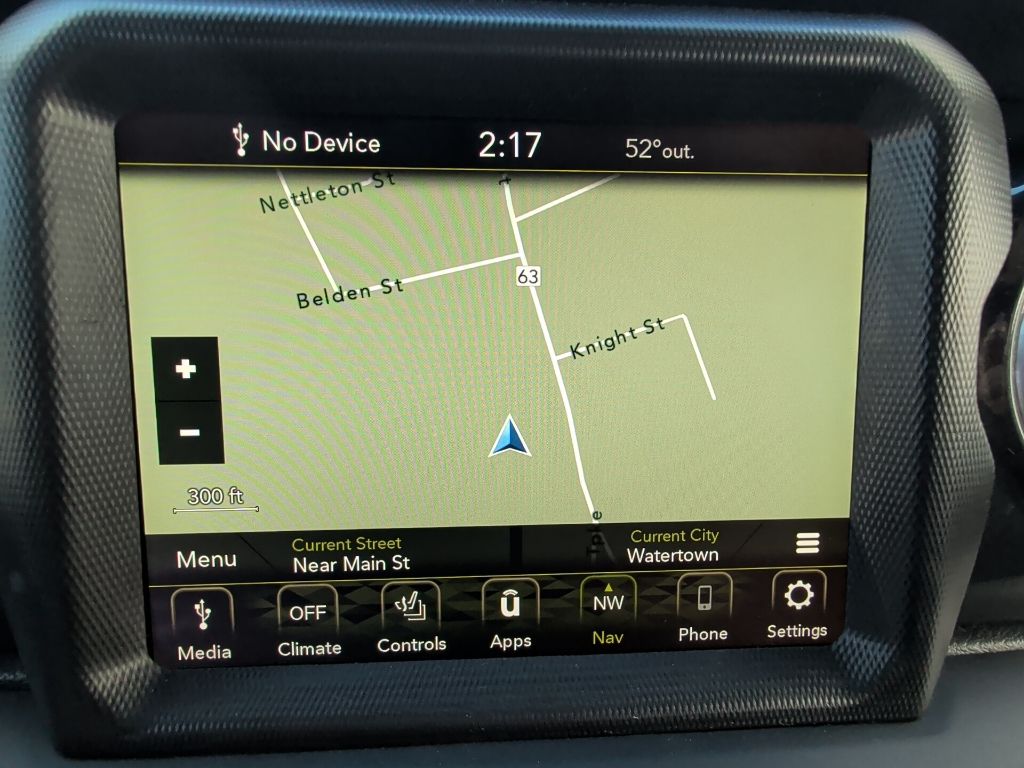 No Device 2:17 52° out.
Nettleton St
63
Belden St
Knight St
+
-
300 ft
Tpke
Menu
Current Street
Near Main St
Current City
Watertown
OFF
NW
Media
Climate
Controls
Apps
Nav
Phone
Settings